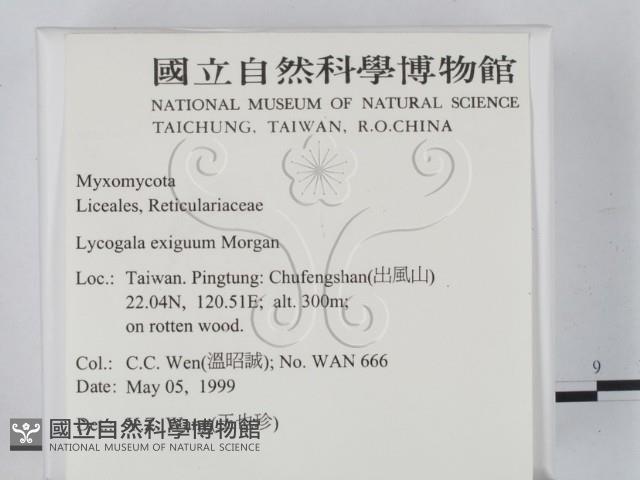 國立自然科學博物館
NATIONAL MUSEUM OF NATURAL SCIENCE
TAICHUNG, TAIWAN, R.O.CHINA
Myxomycota
Liceales, Reticulariaceae
Lycogala exiguum Morgan
Loc.: Taiwan. Pingtung: Chufengshan(出風山)
22.04N, 120.51E; alt. 300m;
on rotten wood.
Col.: C.C. Wen(溫昭誠); No. WAN 666
Date: May 05, 1999
9
國立自然科學博物館
NATIONAL MUSEUM OF NATURAL SCIENCE